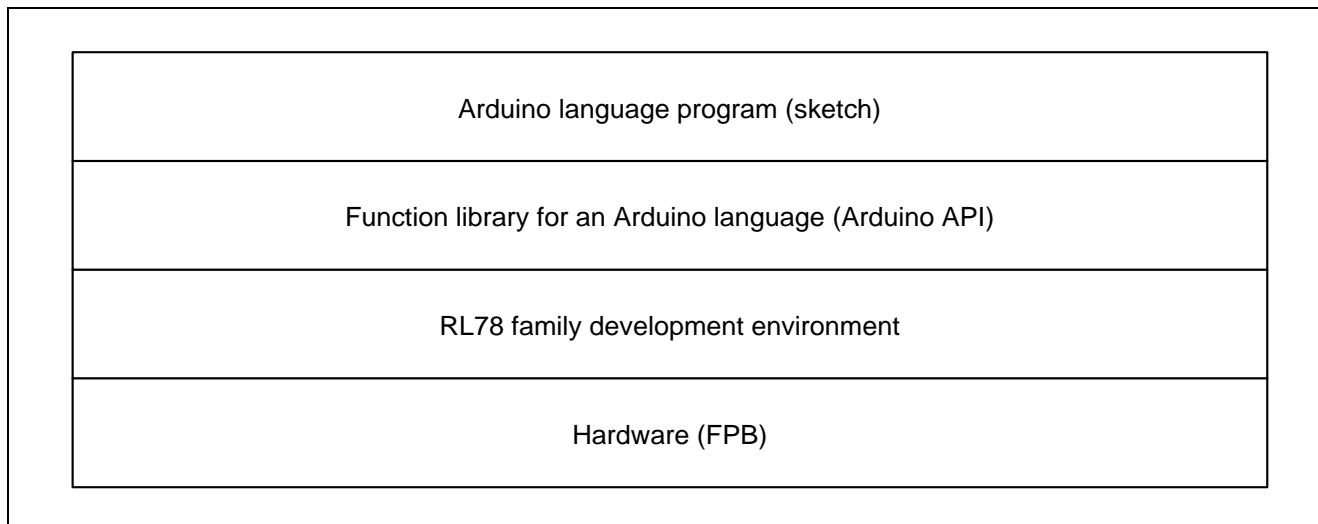 Arduino language program (sketch)
Function library for an Arduino language (Arduino API)
RL78 family development environment
Hardware (FPB)